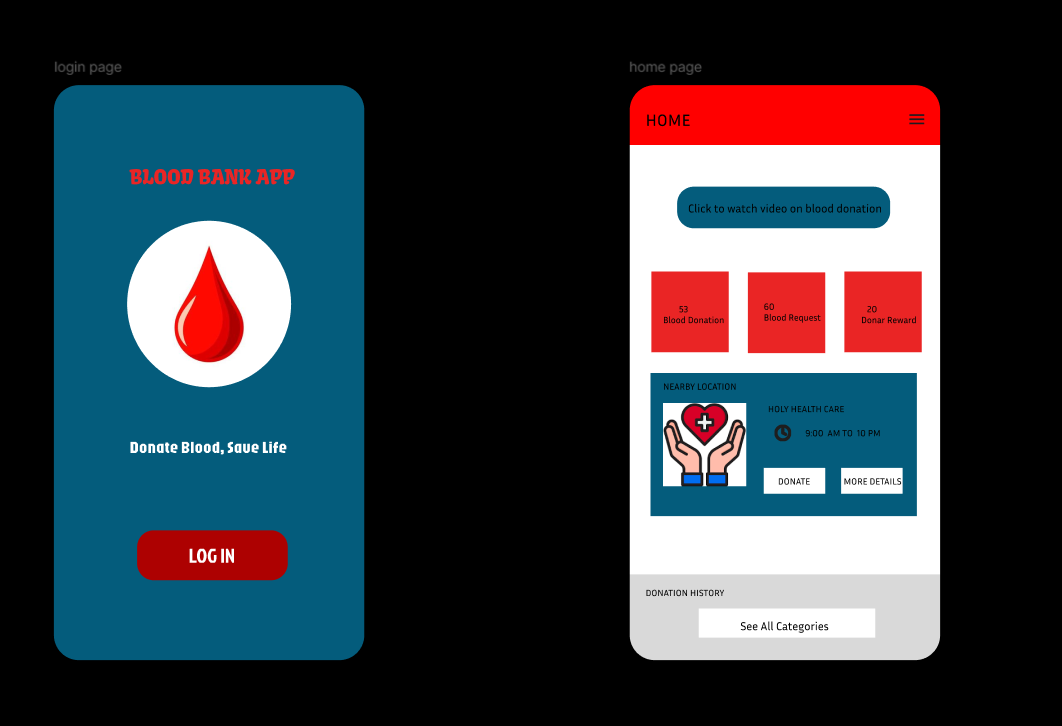 login page
BLOOD BANK APP
Donate Blood, Save Life
LOG IN
home page
HOME
Click to watch video on blood donation
53
Blood Donation
60
Blood Request
20
Donar Reward
NEARBY LOCATION
HOLY HEALTH CARE
9:00 AM TO 10 PM
DONATE
MORE DETAILS
DONATION HISTORY
See All Categories